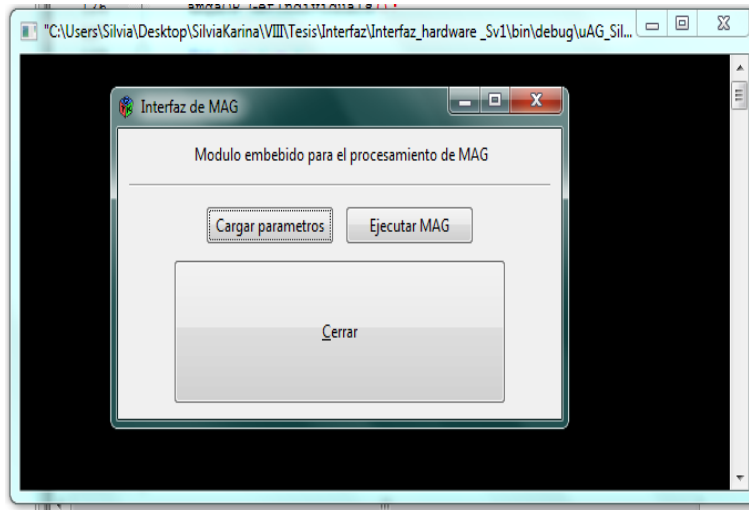 126
"C:\Users\Silvia\Desktop\SilviaKarina\VIII\Tesis\Interfaz\Interfaz_hardware _Sv1\bin\debug\uAG_Sil...
Interfaz de MAG
Modulo embebido para el procesamiento de MAG
Cargar parametros Ejecutar MAG
Cerrar